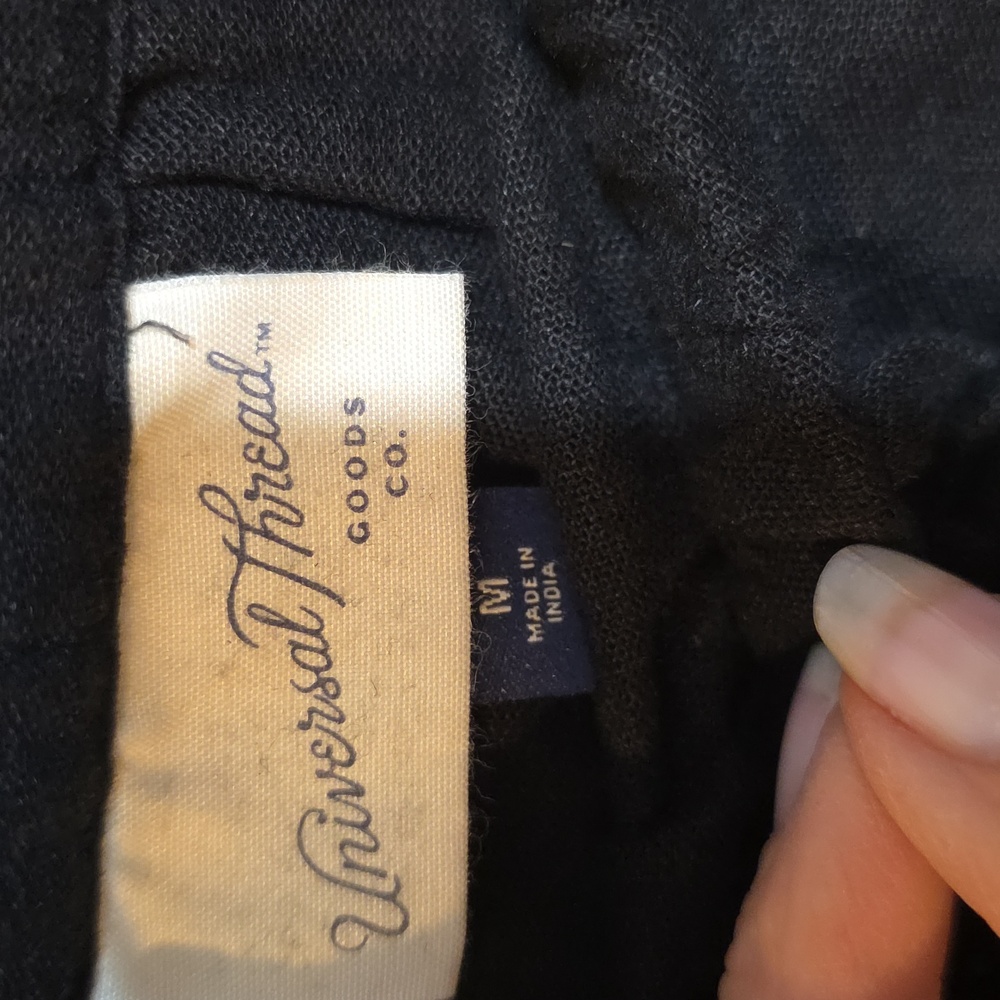 Universal Thread™
GOODS
CO.
M
MADE IN
INDIA